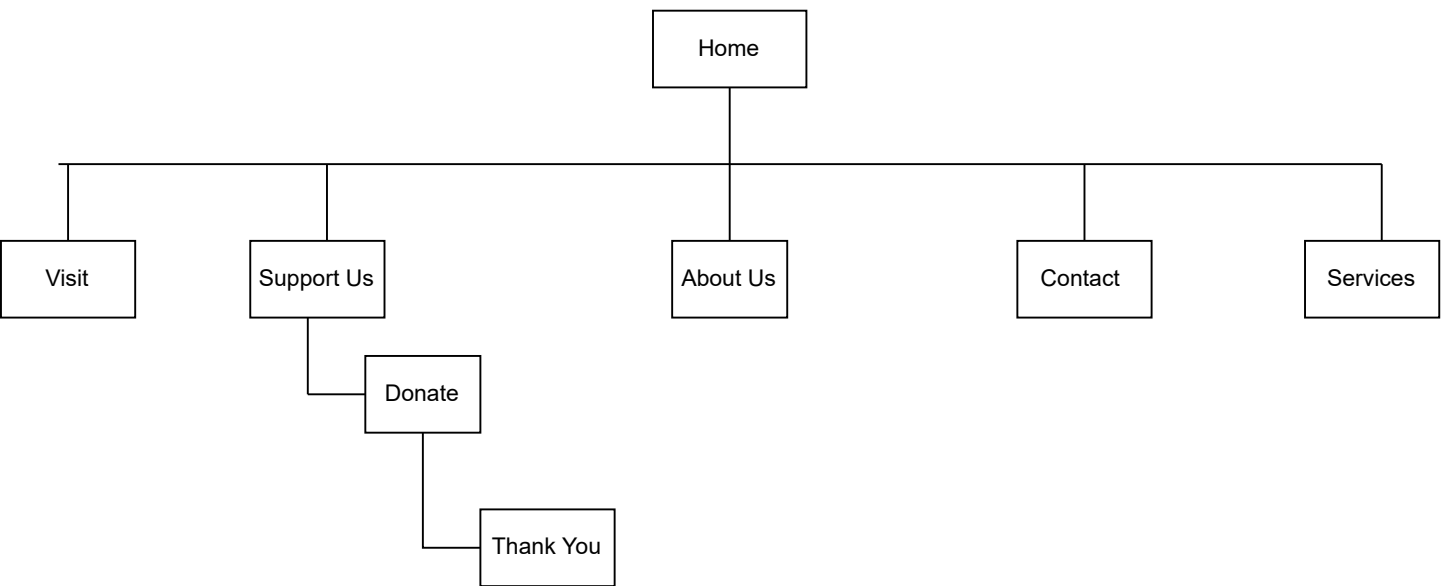 Home
Visit
Support Us
About Us
Contact
Services
Donate
Thank You